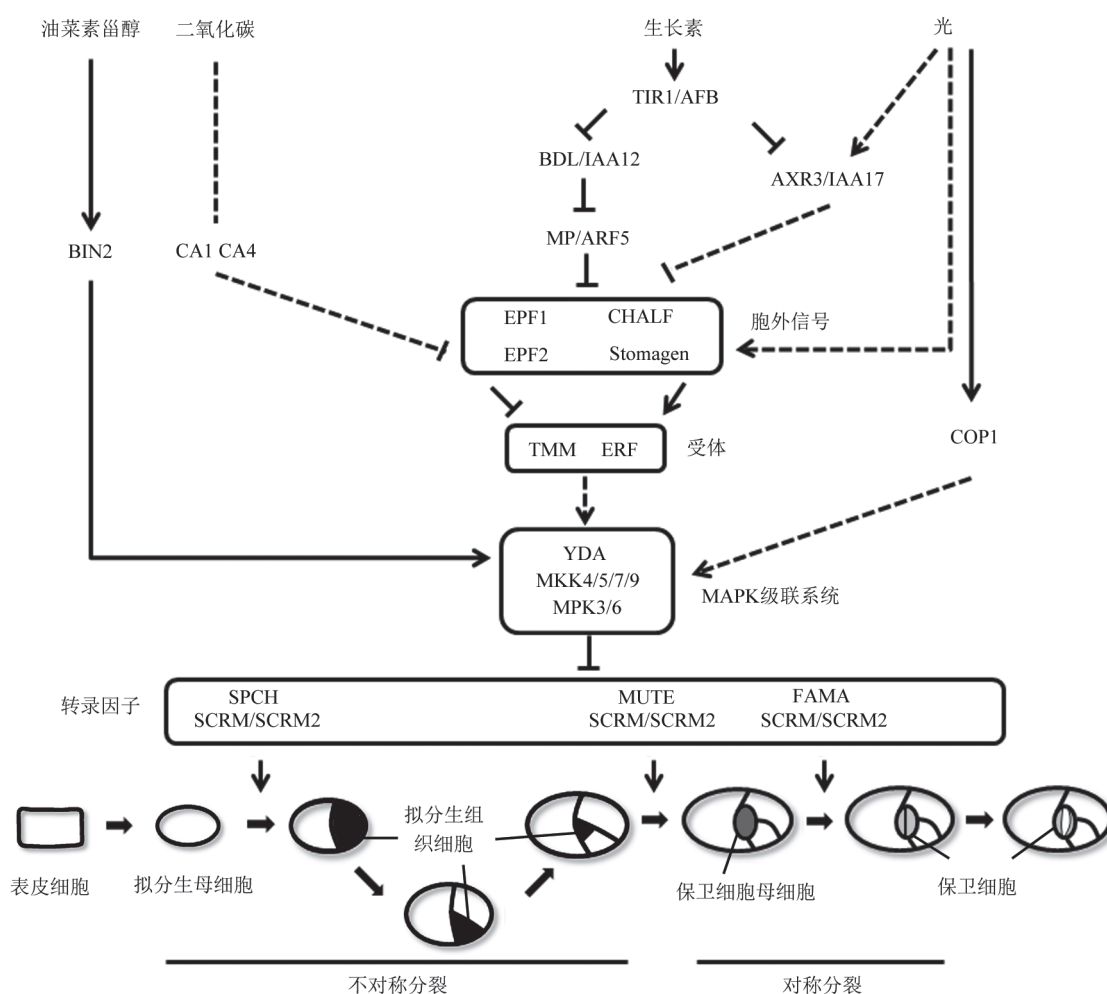 油菜素甾醇
二氧化碳
生长素
光
TIR1/AFB
BDL/IAA12
AXR3/IAA17
BIN2
CA1 CA4
MP/ARF5
EPF1
CHALF
胞外信号
EPF2
Stomagen
TMM
ERF
受体
COP1
YDA
MKK4/5/7/9
MPK3/6
MAPK级联系统
转录因子
SPCH
SCRM/SCRM2
MUTE
SCRM/SCRM2
FAMA
SCRM/SCRM2
拟分生组
织细胞
表皮细胞
拟分生母细胞
保卫细胞母细胞
保卫细胞
不对称分裂
对称分裂